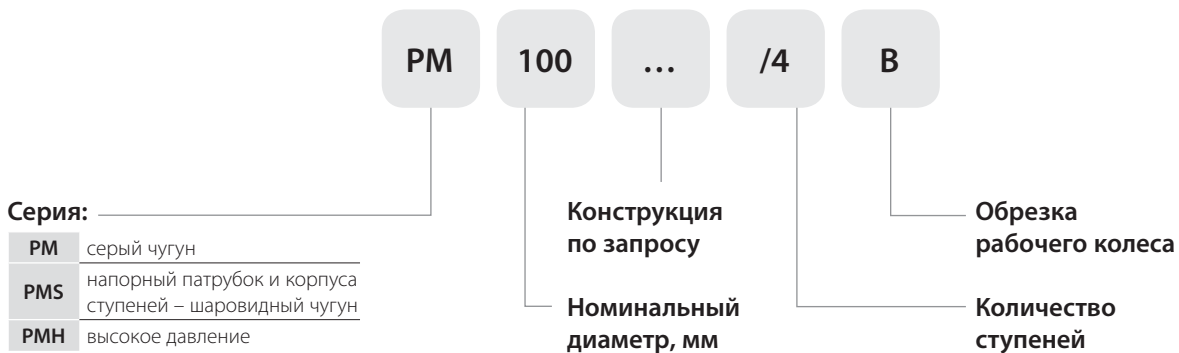 PM 100 ... /4 B
Серия:
PM серый чугун
PMS напорный патрубок и корпуса
ступеней – шаровидный чугун
PMH высокое давление
Конструкция
по запросу
Номинальный
диаметр, мм
Обрезка
рабочего колеса
Количество
ступеней